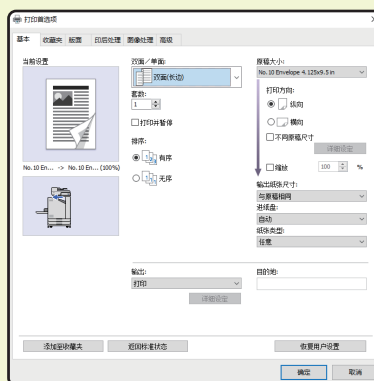 打印首选项
基本 收藏夹 版面 印后处理 图像处理 高级
当前设置
No. 10 En... -> No. 10 En... (100%)
双面/单面:
双面(长边)
套数:
1
打印并暂停
排序:
有序
无序
输出:
打印
详细设定
原稿大小:
No. 10 Envelope 4.125x9.5 in
打印方向:
纵向
横向
不同原稿尺寸
详细设定
缩放 100 %
输出纸张尺寸:
与原稿相同
进纸盘:
自动
纸张类型:
任意
目的地:
添加至收藏夹 返回标准状态 恢复用户设置
确定 取消